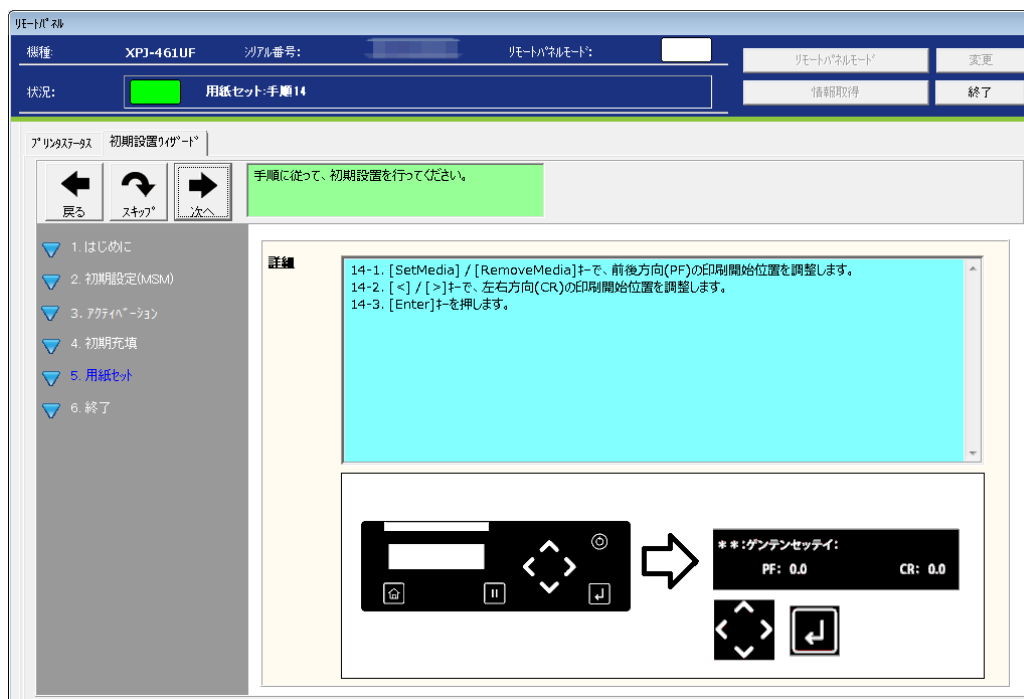 ﾘﾓｰﾄﾊﾟﾈﾙ
機種:
XPJ-461UF
ｼﾘｱﾙ番号:
ﾘﾓｰﾄﾊﾟﾈﾙﾓｰﾄﾞ:
ﾘﾓｰﾄﾊﾟﾈﾙﾓｰﾄﾞ
変更
状況:
用紙セット:手順14
情報取得
終了
ﾌﾟﾘﾝﾀｽﾃｰﾀｽ
初期設置ｳｨｻﾞｰﾄﾞ
戻る
ｽｷｯﾌﾟ
次へ
手順に従って、初期設置を行ってください。
1. はじめに
2. 初期設定(MSM)
3. ｱｸﾃｨﾍﾞｰｼｮﾝ
4. 初期充填
5. 用紙ｾｯﾄ
6. 終了
詳細
14-1. [SetMedia] / [RemoveMedia]ｷｰで、前後方向(PF)の印刷開始位置を調整します。
14-2. [<] / [>]ｷｰで、左右方向(CR)の印刷開始位置を調整します。
14-3. [Enter]ｷｰを押します。
＊＊:ゲンテンセッテイ:
PF: 0.0 CR: 0.0